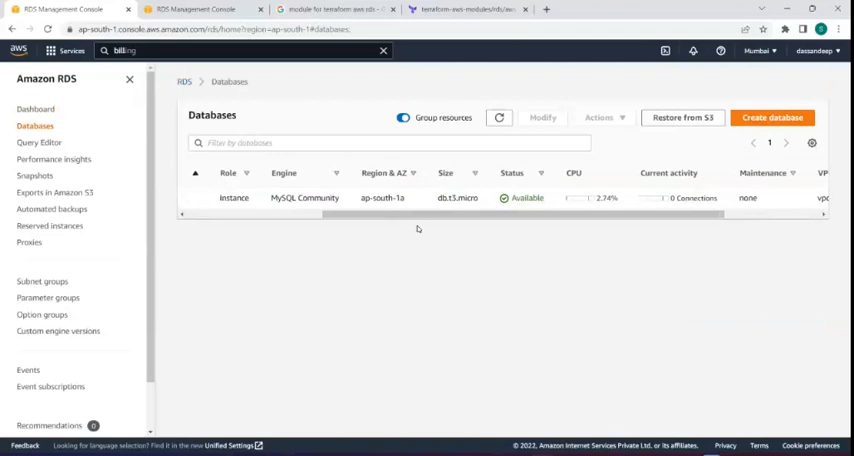 RDS Management Console
RDS Management Console
module for terraform aws rds - G
terraform-aws-modules/rds/aws
ap-south-1.console.aws.amazon.com/rds/home?region=ap-south-1#databases:
aws
Services
billing
Mumbai
dassandeep
Amazon RDS
Dashboard
Databases
Query Editor
Performance insights
Snapshots
Exports in Amazon S3
Automated backups
Reserved instances
Proxies
Subnet groups
Parameter groups
Option groups
Custom engine versions
Events
Event subscriptions
Recommendations 0
RDS > Databases
Databases
Group resources
Modify
Actions
Restore from S3
Create database
Filter by databases
1
Role Engine Region & AZ Size Status CPU Current activity Maintenance VP
Instance MySQL Community ap-south-1a db.t3.micro Available 2.74% 0 Connections none vpc
Feedback Looking for language selection? Find it in the new Unified Settings © 2022, Amazon Internet Services Private Ltd. or its affiliates. Privacy Terms Cookie preferences